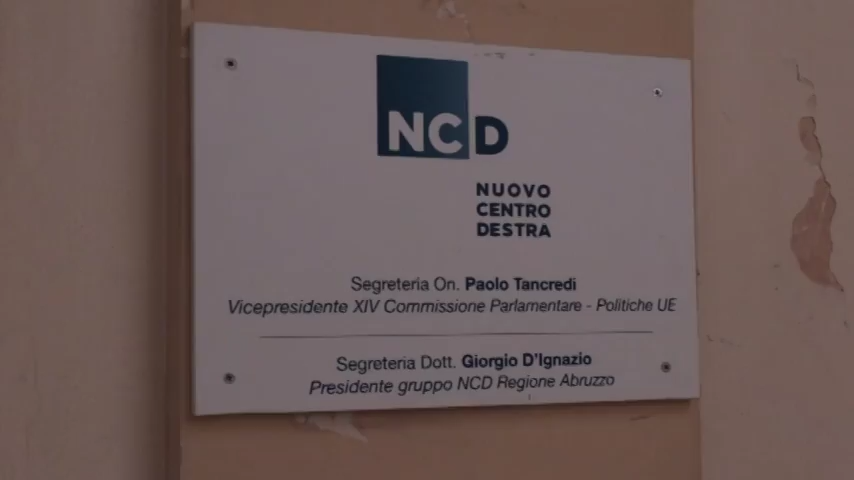 NCD
NUOVO
CENTRO
DESTRA
Segreteria On. Paolo Tancredi
Vicepresidente XIV Commissione Parlamentare - Politiche UE
Segreteria Dott. Giorgio D'Ignazio
Presidente gruppo NCD Regione Abruzzo